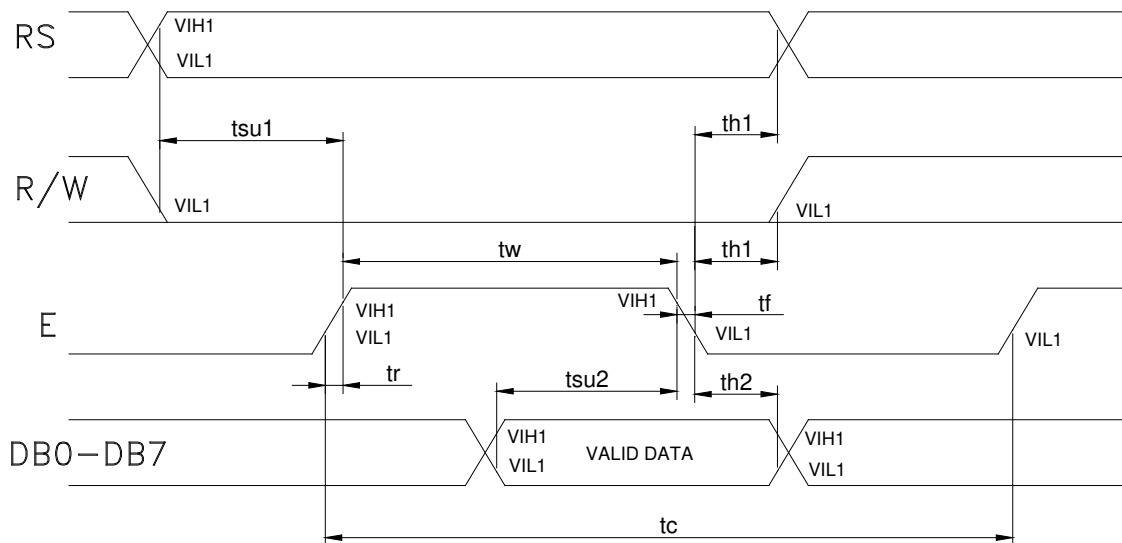 RS
VIH1
VIL1
tsu1
th1
R/W
VIL1
VIL1
tw
th1
E
VIH1
VIL1
VIH1
tf
VIL1
VIL1
tr
tsu2
th2
DB0-DB7
VIH1
VIL1
VALID DATA
VIH1
VIL1
tc